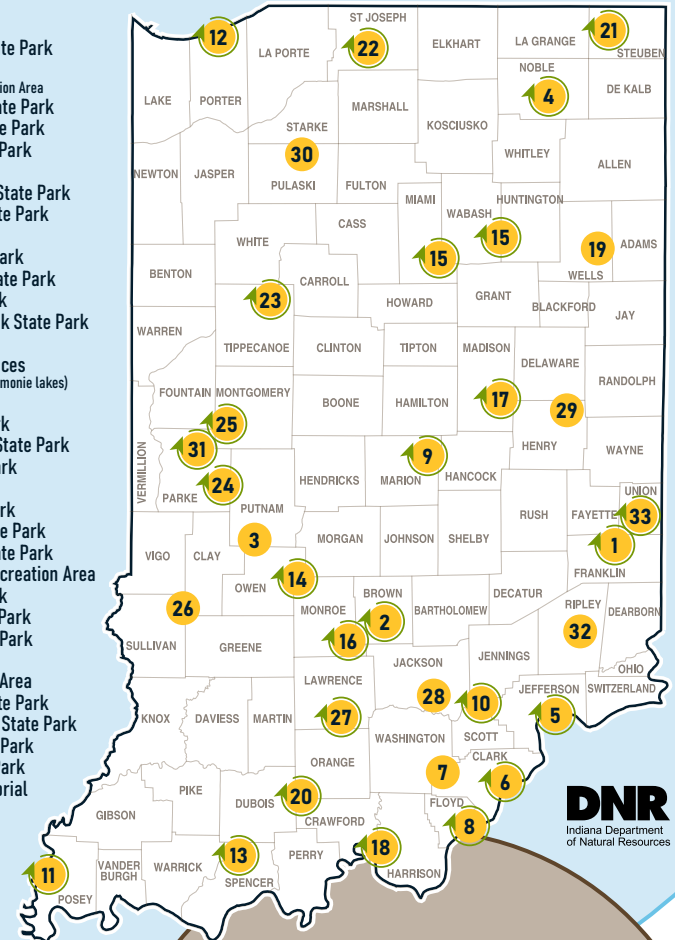 te Park
ion Area
tate Park
e Park
Park
State Park
te Park
ark
ate Park
k
k State Park
ces
monie lakes)
rk
State Park
ark
rk
e Park
ate Park
creation Area
k
Park
Park
Area
te Park
State Park
Park
ark
rial
ST JOSEPH
12
22
21
LA PORTE
ELKHART
LA GRANGE
STEUBEN
NOBLE
4
DE KALB
LAKE
PORTER
MARSHALL
STARKE
KOSCIUSKO
30
WHITLEY
ALLEN
NEWTON
JASPER
PULASKI
FULTON
MIAMI
HUNTINGTON
WABASH
CASS
15
WHITE
15
19
ADAMS
BENTON
WELLS
CARROLL
23
GRANT
HOWARD
BLACKFORD
JAY
WARREN
TIPPECANOE
CLINTON
TIPTON
MADISON
DELAWARE
RANDOLPH
FOUNTAIN
MONTGOMERY
BOONE
HAMILTON
17
29
25
HENRY
WAYNE
31
9
VERMILLION
HENDRICKS
MARION
HANCOCK
PARKE
24
UNION
PUTNAM
RUSH
FAYETTE
33
3
MORGAN
JOHNSON
SHELBY
1
VIGO
CLAY
FRANKLIN
14
OWEN
BROWN
DECATUR
26
MONROE
2
BARTHOLOMEW
RIPLEY
DEARBORN
32
SULLIVAN
GREENE
16
JENNINGS
JACKSON
OHIO
LAWRENCE
28
10
JEFFERSON
SWITZERLAND
KNOX
DAVIESS
MARTIN
27
5
WASHINGTON
SCOTT
CLARK
ORANGE
7
6
PIKE
DUBOIS
20
FLOYD
GIBSON
CRAWFORD
8
13
PERRY
18
11
VANDER
BURGH
WARRICK
HARRISON
SPENCER
POSEY
DNR
Indiana Department
of Natural Resources